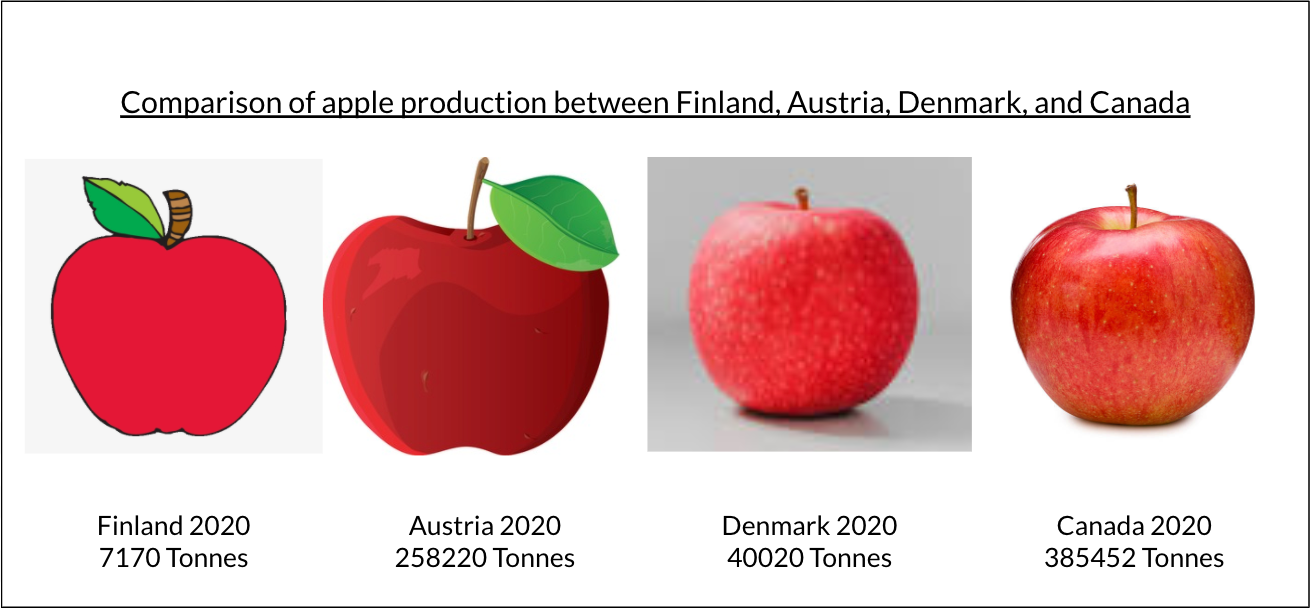 Comparison of apple production between Finland, Austria, Denmark, and Canada
Finland 2020
7170 Tonnes
Austria 2020
258220 Tonnes
Denmark 2020
40020 Tonnes
Canada 2020
385452 Tonnes